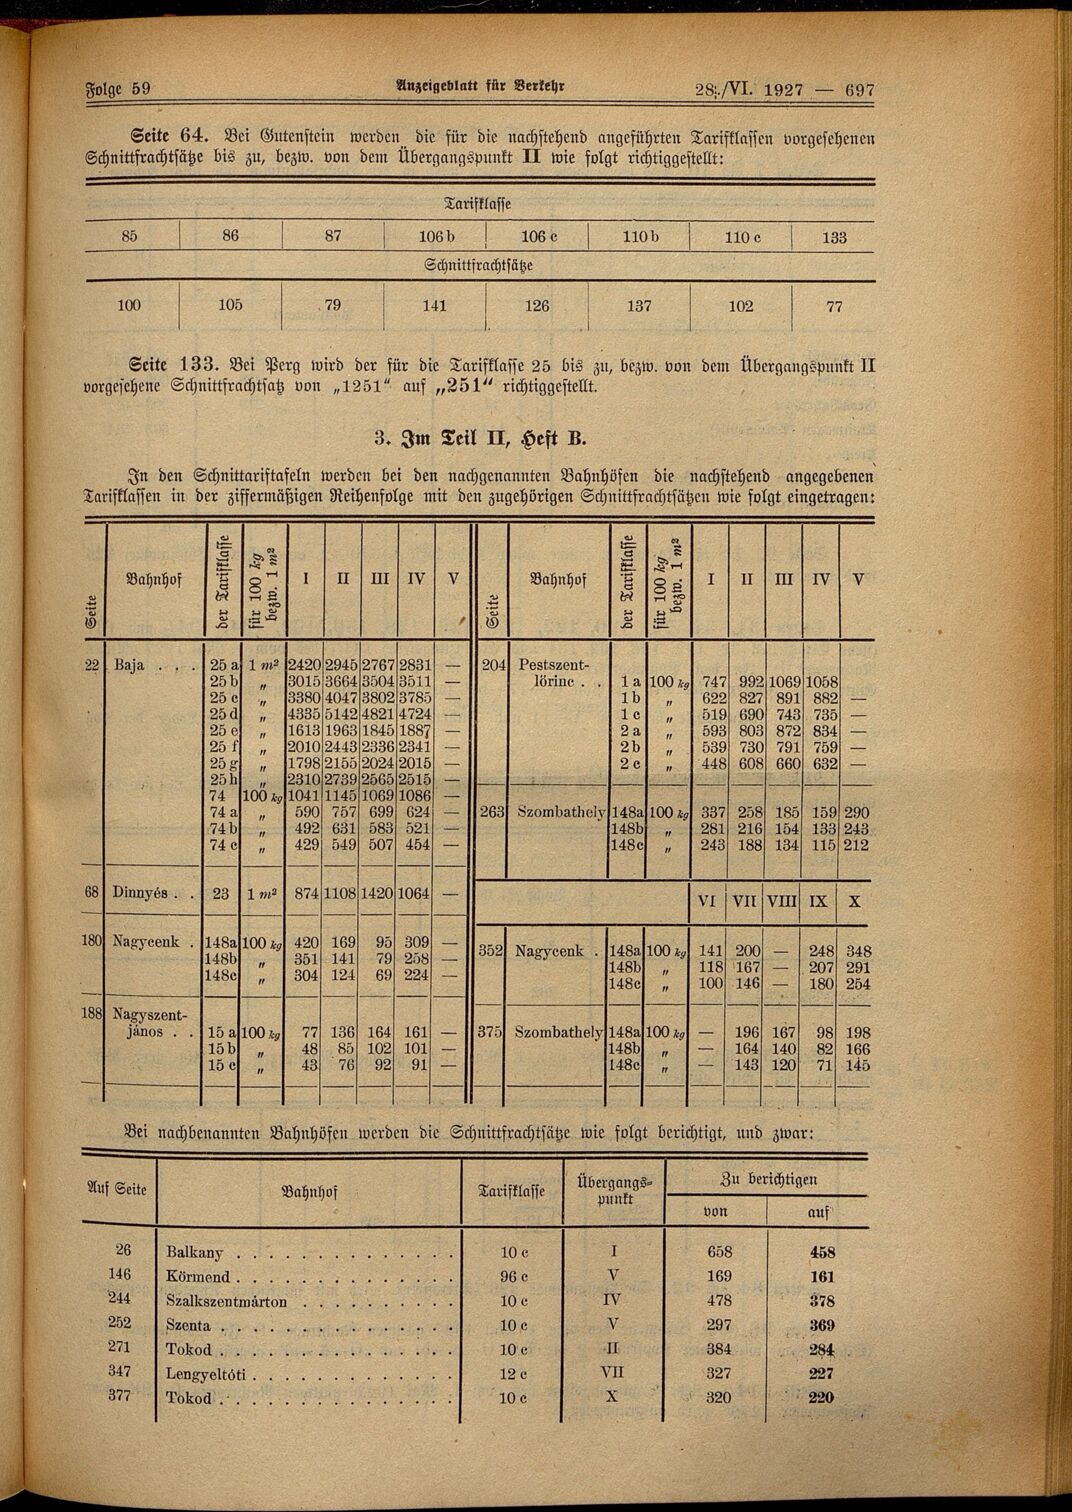 Folge 59 Anzeigeblatt für Verkehr 28./VI. 1927 — 697
Seite 64. Bei Gutenstein werden die für die nachstehend angeführten Tarifklassen vorgesehenen
Schnittfrachtsätze bis zu, bezw. von dem Übergangspunkt II wie folgt richtiggestellt:
Tarifklasse
85 86 87 106 b 106 c 110 b 110 c 133
Schnittfrachtsätze
100 105 79 141 126 137 102 77
Seite 133. Bei Perg wird der für die Tarifklasse 25 bis zu, bezw. von dem Übergangspunkt II
vorgesehene Schnittfrachtsatz von „1251“ auf „251“ richtiggestellt.
3. Im Teil II, Heft B.
In den Schnittariftafeln werden bei den nachgenannten Bahnhöfen die nachstehend angegebenen
Tarifklassen in der ziffermäßigen Reihenfolge mit den zugehörigen Schnittfrachtsätzen wie folgt eingetragen:
Seite Bahnhof der Tarifklasse für 100 kg bezw. 1 m² I II III IV V
22 Baja . . . 25 a 1 m² 2420 2945 2767 2831 —
25 b „ 3015 3664 3504 3511 —
25 c „ 3380 4047 3802 3785 —
25 d „ 4335 5142 4821 4724 —
25 e „ 1613 1963 1845 1887 —
25 f „ 2010 2443 2336 2341 —
25 g „ 1798 2155 2024 2015 —
25 h „ 2310 2739 2565 2515 —
74 100 kg 1041 1145 1069 1086 —
74 a „ 590 757 699 624 —
74 b „ 492 631 583 521 —
74 c „ 429 549 507 454 —
68 Dinnyés . . 23 1 m² 874 1108 1420 1064 —
180 Nagycenk . 148a 100 kg 420 169 95 309 —
148b „ 351 141 79 258 —
148c „ 304 124 69 224 —
188 Nagyszent-
jános . . 15 a 100 kg 77 136 164 161 —
15 b „ 48 85 102 101 —
15 c „ 43 76 92 91 —
Seite Bahnhof der Tarifklasse für 100 kg bezw. 1 m² I II III IV V
204 Pestszent-
lörinc . . 1 a 100 kg 747 992 1069 1058
1 b „ 622 827 891 882 —
1 c „ 519 690 743 735 —
2 a „ 593 803 872 834 —
2 b „ 539 730 791 759 —
2 c „ 448 608 660 632 —
263 Szombathely 148a 100 kg 337 258 185 159 290
148b „ 281 216 154 133 243
148c „ 243 188 134 115 212
VI VII VIII IX X
352 Nagycenk . 148a 100 kg 141 200 — 248 348
148b „ 118 167 — 207 291
148c „ 100 146 — 180 254
375 Szombathely 148a 100 kg — 196 167 98 198
148b „ — 164 140 82 166
148c „ — 143 120 71 145
Bei nachbenannten Bahnhöfen werden die Schnittfrachtsätze wie folgt berichtigt, und zwar:
Auf Seite Bahnhof Tarifklasse Übergangs-
punkt Zu berichtigen
von auf
26 Balkany . . . . . . . . . . . . . 10 c I 658 458
146 Körmend . . . . . . . . . . . . . 96 c V 169 161
244 Szalkszentmárton . . . . . . . . . 10 c IV 478 378
252 Szenta . . . . . . . . . . . . . . 10 c V 297 369
271 Tokod . . . . . . . . . . . . . . 10 c II 384 284
347 Lengyeltóti . . . . . . . . . . . . 12 c VII 327 227
377 Tokod . . . . . . . . . . . . . . 10 c X 320 220